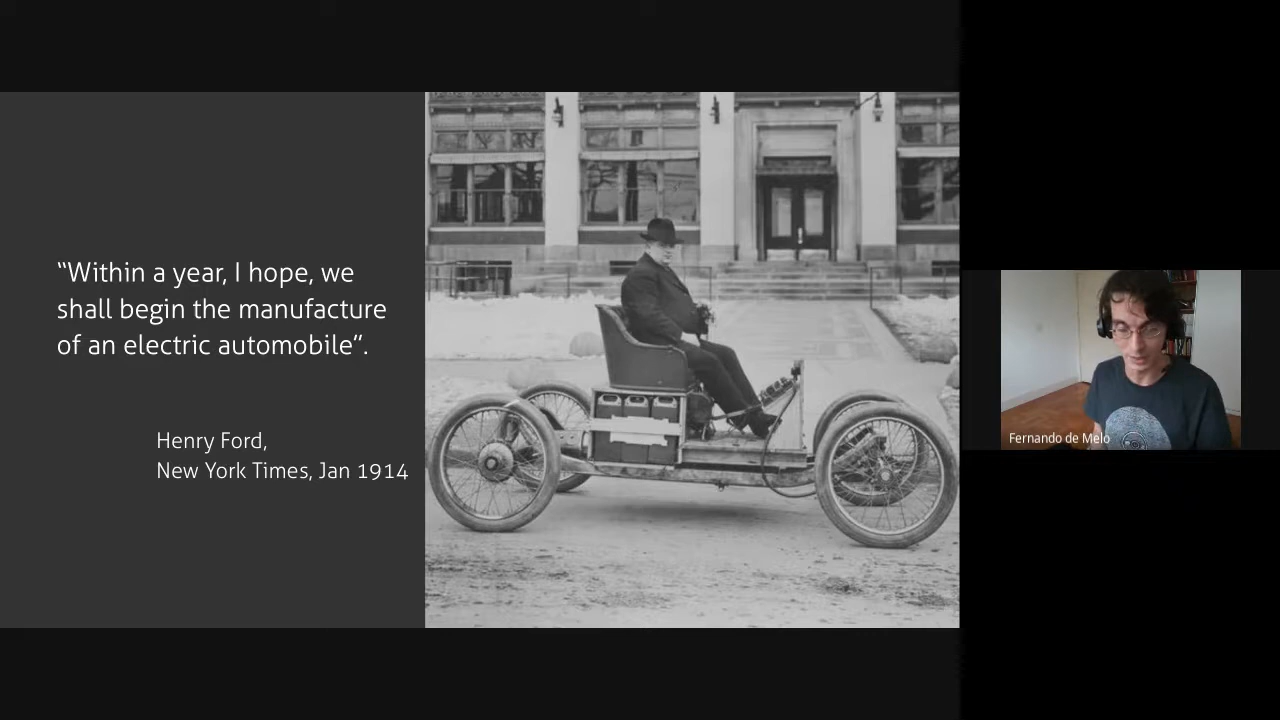 “Within a year, I hope, we
shall begin the manufacture
of an electric automobile”.
Henry Ford,
New York Times, Jan 1914
Fernando de Melo